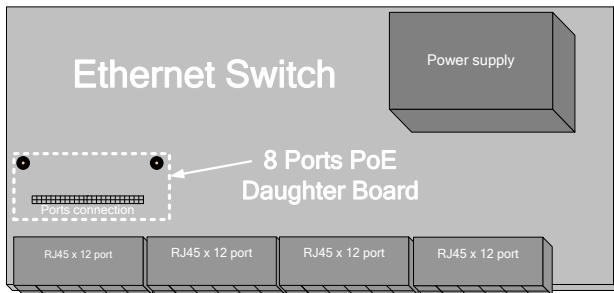 Ethernet Switch
Power supply
8 Ports PoE
Daughter Board
Ports connection
RJ45 x 12 port
RJ45 x 12 port
RJ45 x 12 port
RJ45 x 12 port